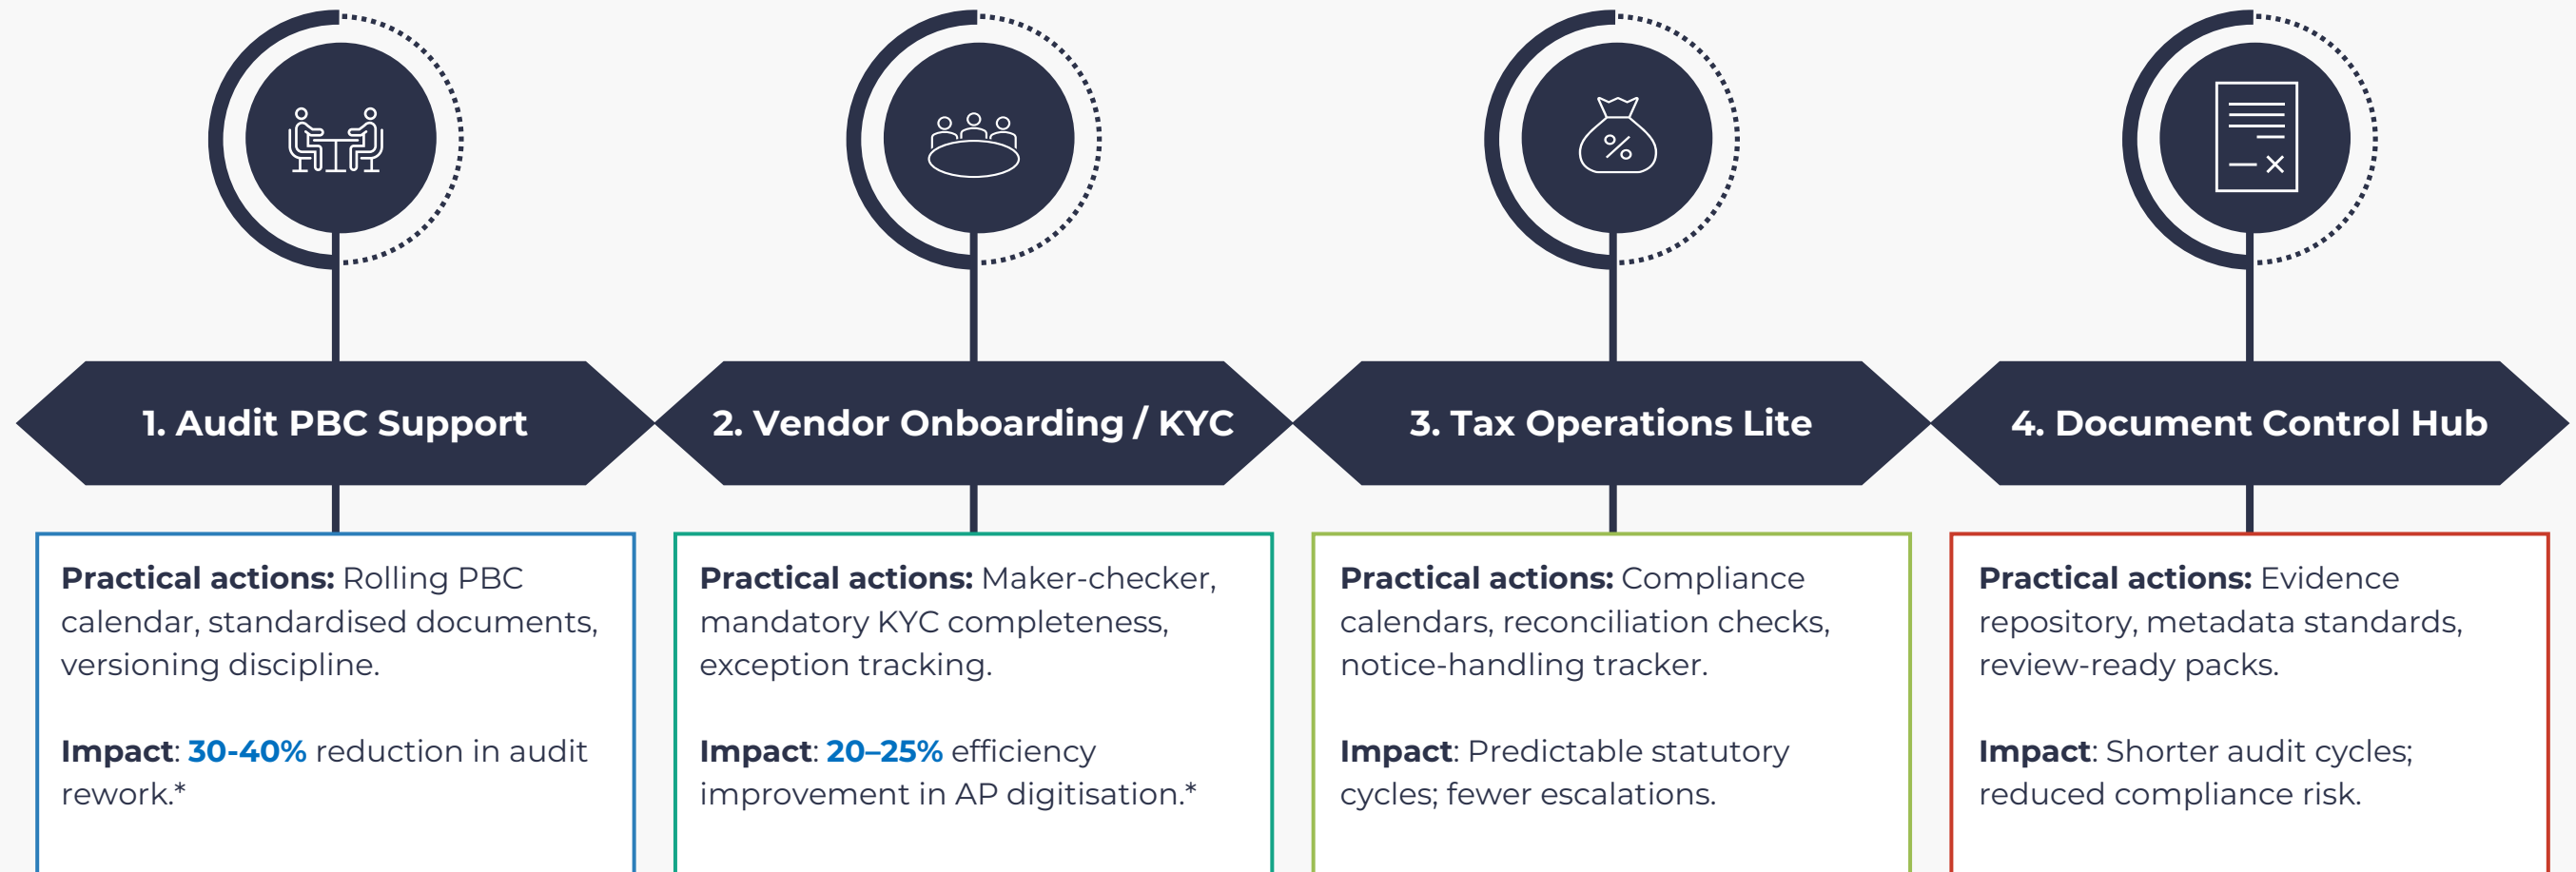 1. Audit PBC Support
Practical actions: Rolling PBC
calendar, standardised documents,
versioning discipline.
Impact: 30-40% reduction in audit
rework.*
2. Vendor Onboarding / KYC
Practical actions: Maker-checker,
mandatory KYC completeness,
exception tracking.
Impact: 20–25% efficiency
improvement in AP digitisation.*
3. Tax Operations Lite
Practical actions: Compliance
calendars, reconciliation checks,
notice-handling tracker.
Impact: Predictable statutory
cycles; fewer escalations.
4. Document Control Hub
Practical actions: Evidence
repository, metadata standards,
review-ready packs.
Impact: Shorter audit cycles;
reduced compliance risk.